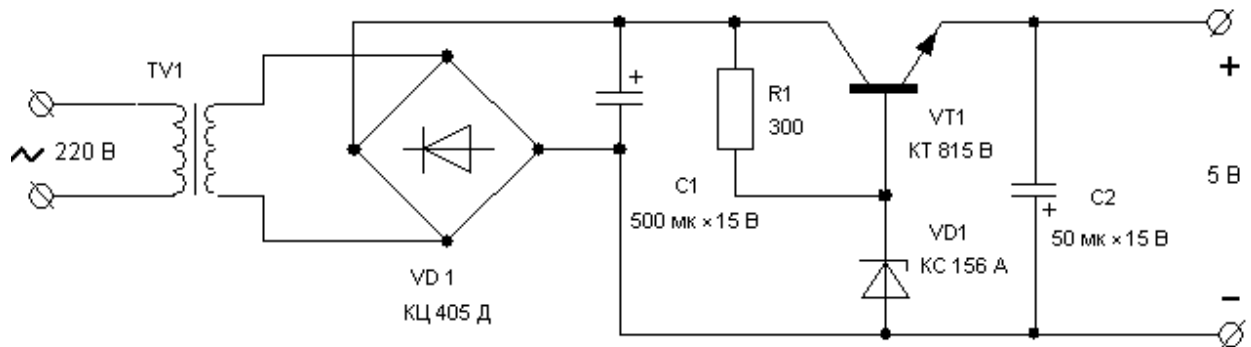 TV1
220 В
VD 1
КЦ 405 Д
+
C1
500 мк ×15 В
R1
300
VT1
КТ 815 В
VD1
КС 156 А
+
C2
50 мк ×15 В
+
5 В
−